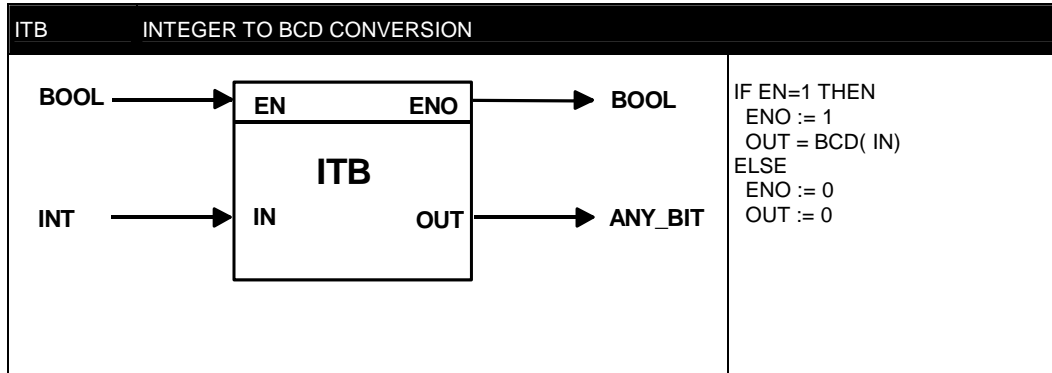 ITB INTEGER TO BCD CONVERSION
BOOL EN ENO BOOL
ITB
INT IN OUT ANY_BIT
IF EN=1 THEN
ENO := 1
OUT = BCD( IN)
ELSE
ENO := 0
OUT := 0